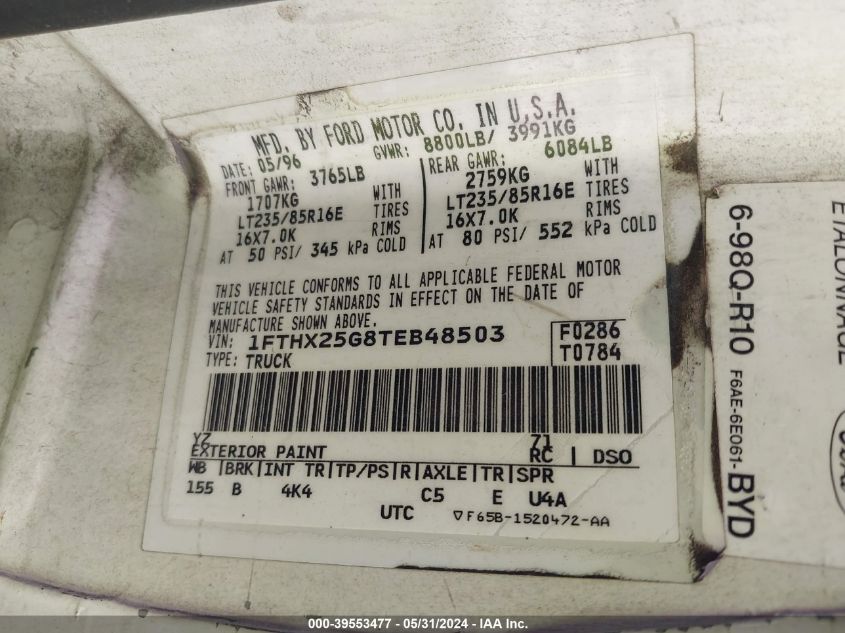 MFD. BY FORD MOTOR CO. IN U.S.A.
DATE: 05/96 GVWR: 8800LB/ 3991KG
FRONT GAWR: 3765LB REAR GAWR: 6084LB
1707KG WITH 2759KG WITH
LT235/85R16E TIRES LT235/85R16E TIRES
16X7.0K RIMS 16X7.0K RIMS
AT 50 PSI/ 345 kPa COLD AT 80 PSI/ 552 kPa COLD
THIS VEHICLE CONFORMS TO ALL APPLICABLE FEDERAL MOTOR
VEHICLE SAFETY STANDARDS IN EFFECT ON THE DATE OF
MANUFACTURE SHOWN ABOVE.
VIN: 1FTHX25G8TEB48503 F0286
TYPE: TRUCK T0784
YZ 71
EXTERIOR PAINT RC DSO
WB BRK INT TR TP/PS R AXLE TR SPR
155 B 4K4 C5 E U4A
UTC ▽F65B-1520472-AA
ETALONNAGE
6-98Q-R10
F6AE-6E061-BYD
000-39553477 - 05/31/2024 - IAA Inc.